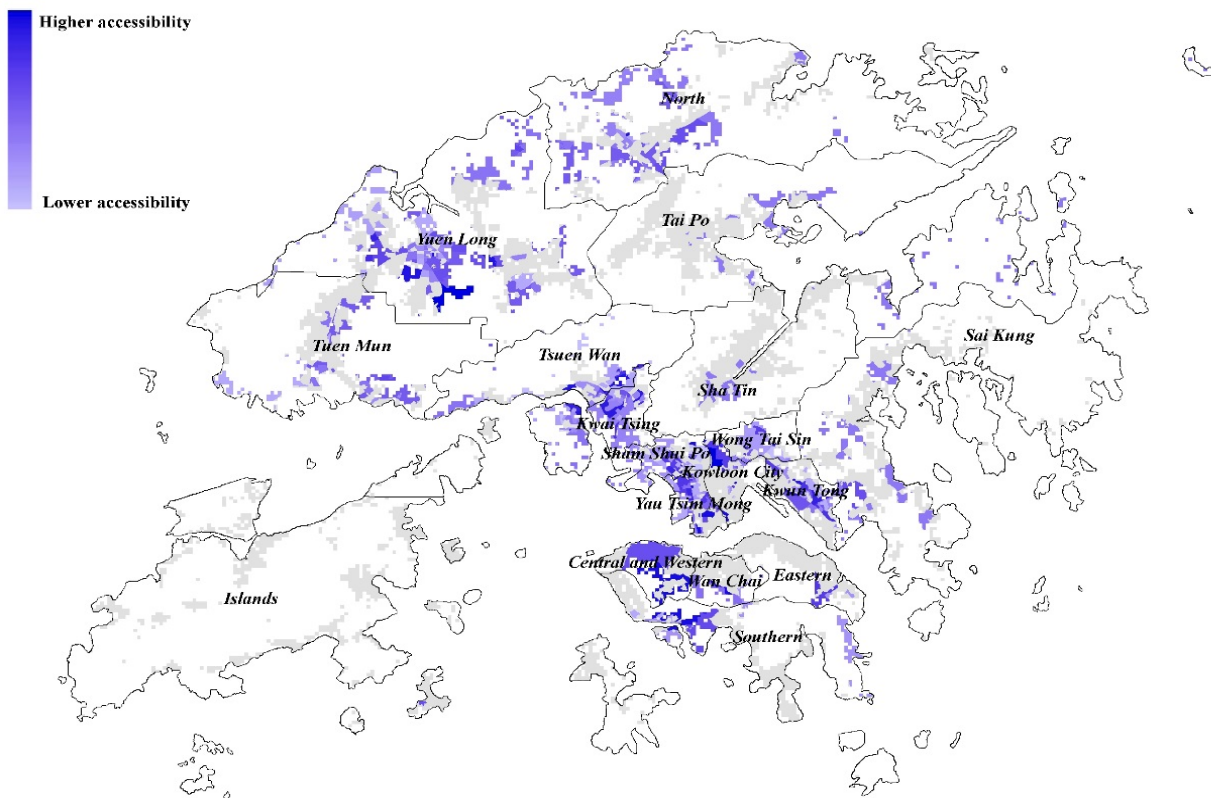 Higher accessibility
Lower accessibility
North
Tai Po
Yuen Long
Sai Kung
Tuen Mun
Tsuen Wan
Sha Tin
Kwai Tsing
Wong Tai Sin
Sham Shui Po
Kowloon City
Kwun Tong
Yau Tsim Mong
Central and Western
Wan Chai
Eastern
Islands
Southern